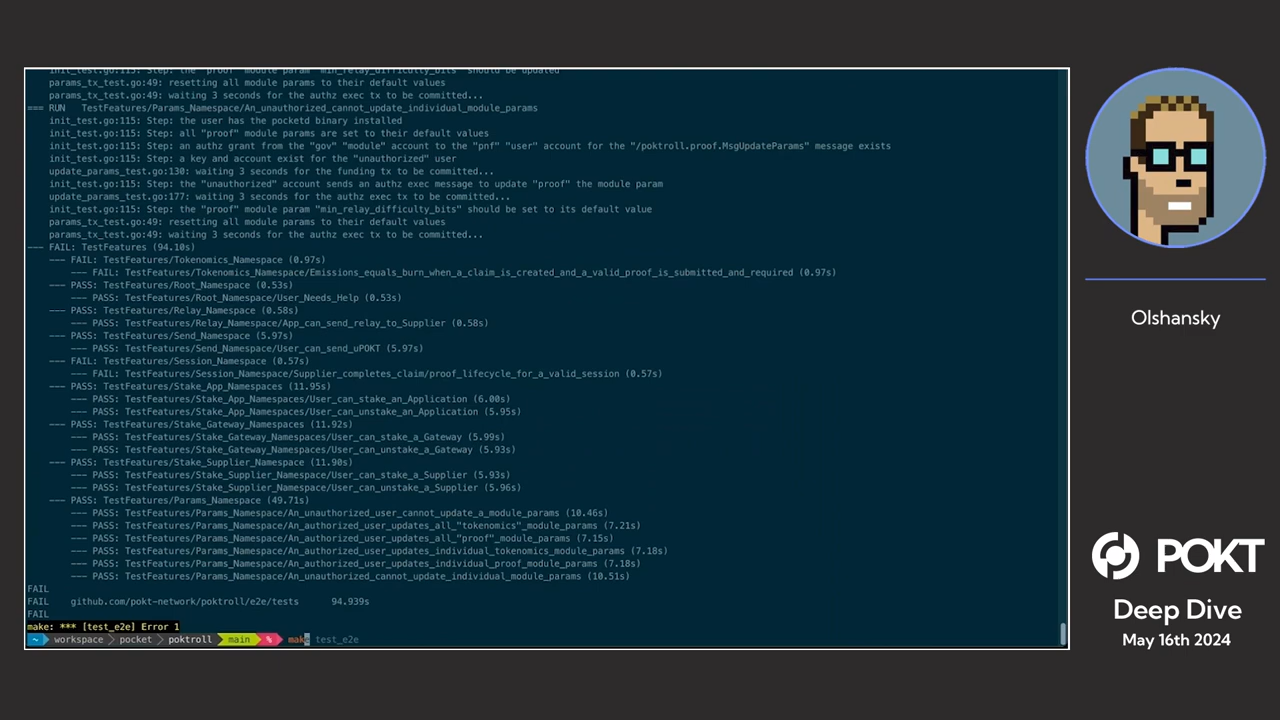 init_test.go:115: Step: the "proof" module param "min_relay_difficulty_bits" should be updated
params_tx_test.go:49: resetting all module params to their default values
params_tx_test.go:49: waiting 3 seconds for the authz exec tx to be committed...
=== RUN   TestFeatures/Params_Namespace/An_unauthorized_cannot_update_individual_module_params
init_test.go:115: Step: the user has the pocketd binary installed
init_test.go:115: Step: all "proof" module params are set to their default values
init_test.go:115: Step: an authz grant from the "gov" "module" account to the "pnf" "user" account for the "/poktroll.proof.MsgUpdateParams" message exists
init_test.go:115: Step: a key and account exist for the "unauthorized" user
update_params_test.go:130: waiting 3 seconds for the funding tx to be committed...
init_test.go:115: Step: the "unauthorized" account sends an authz exec message to update "proof" the module param
update_params_test.go:177: waiting 3 seconds for the authz exec tx to be committed...
init_test.go:115: Step: the "proof" module param "min_relay_difficulty_bits" should be set to its default value
params_tx_test.go:49: resetting all module params to their default values
params_tx_test.go:49: waiting 3 seconds for the authz exec tx to be committed...
--- FAIL: TestFeatures (94.10s)
--- FAIL: TestFeatures/Tokenomics_Namespace (0.97s)
--- FAIL: TestFeatures/Tokenomics_Namespace/Emissions_equals_burn_when_a_claim_is_created_and_a_valid_proof_is_submitted_and_required (0.97s)
--- PASS: TestFeatures/Root_Namespace (0.53s)
--- PASS: TestFeatures/Root_Namespace/User_Needs_Help (0.53s)
--- PASS: TestFeatures/Relay_Namespace (0.58s)
--- PASS: TestFeatures/Relay_Namespace/App_can_send_relay_to_Supplier (0.58s)
--- PASS: TestFeatures/Send_Namespace (5.97s)
--- PASS: TestFeatures/Send_Namespace/User_can_send_uPOKT (5.97s)
--- FAIL: TestFeatures/Session_Namespace (0.57s)
--- FAIL: TestFeatures/Session_Namespace/Supplier_completes_claim/proof_lifecycle_for_a_valid_session (0.57s)
--- PASS: TestFeatures/Stake_App_Namespaces (11.95s)
--- PASS: TestFeatures/Stake_App_Namespaces/User_can_stake_an_Application (6.00s)
--- PASS: TestFeatures/Stake_App_Namespaces/User_can_unstake_an_Application (5.95s)
--- PASS: TestFeatures/Stake_Gateway_Namespaces (11.92s)
--- PASS: TestFeatures/Stake_Gateway_Namespaces/User_can_stake_a_Gateway (5.99s)
--- PASS: TestFeatures/Stake_Gateway_Namespaces/User_can_unstake_a_Gateway (5.93s)
--- PASS: TestFeatures/Stake_Supplier_Namespace (11.90s)
--- PASS: TestFeatures/Stake_Supplier_Namespace/User_can_stake_a_Supplier (5.93s)
--- PASS: TestFeatures/Stake_Supplier_Namespace/User_can_unstake_a_Supplier (5.96s)
--- PASS: TestFeatures/Params_Namespace (49.71s)
--- PASS: TestFeatures/Params_Namespace/An_unauthorized_user_cannot_update_a_module_params (10.46s)
--- PASS: TestFeatures/Params_Namespace/An_authorized_user_updates_all_"tokenomics"_module_params (7.21s)
--- PASS: TestFeatures/Params_Namespace/An_authorized_user_updates_all_"proof"_module_params (7.15s)
--- PASS: TestFeatures/Params_Namespace/An_authorized_user_updates_individual_tokenomics_module_params (7.18s)
--- PASS: TestFeatures/Params_Namespace/An_authorized_user_updates_individual_proof_module_params (7.18s)
--- PASS: TestFeatures/Params_Namespace/An_unauthorized_cannot_update_individual_module_params (10.51s)
FAIL
FAIL    github.com/pokt-network/poktroll/e2e/tests      94.939s
FAIL
make: *** [test_e2e] Error 1
~ workspace pocket poktroll main % make test_e2e
Olshansky
POKT
Deep Dive
May 16th 2024